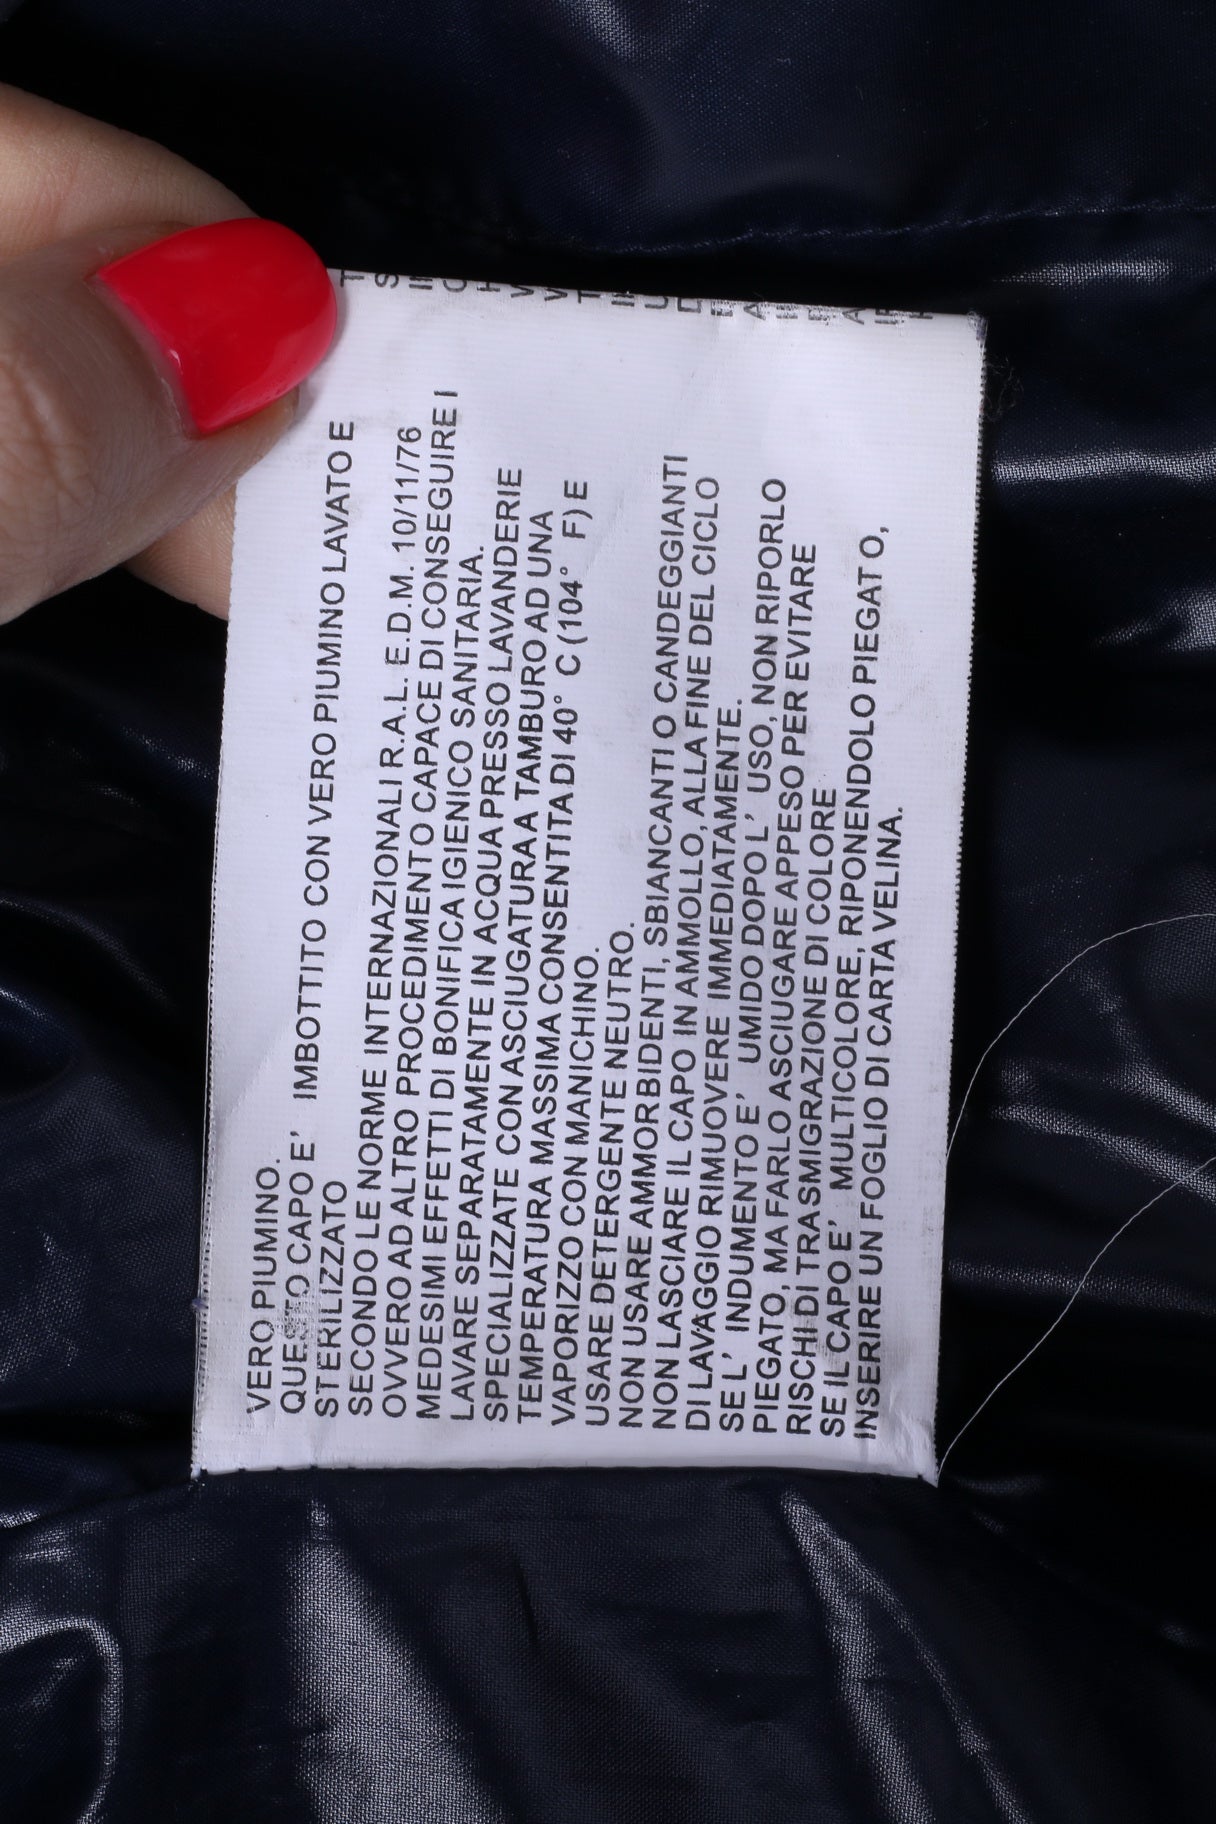 VERO PIUMINO.
QUESTO CAPO E' IMBOTTITO CON VERO PIUMINO LAVATO E
STERILIZZATO
SECONDO LE NORME INTERNAZIONALI R.A.L. E.D.M. 10/11/76
OVVERO AD ALTRO PROCEDIMENTO CAPACE DI CONSEGUIRE I
MEDESIMI EFFETTI DI BONIFICA IGIENICO SANITARIA.
LAVARE SEPARATAMENTE IN ACQUA PRESSO LAVANDERIE
SPECIALIZZATE CON ASCIUGATURA A TAMBURO AD UNA
TEMPERATURA MASSIMA CONSENTITA DI 40° C (104° F) E
VAPORIZZO CON MANICHINO.
USARE DETERGENTE NEUTRO.
NON USARE AMMORBIDENTI, SBIANCANTI O CANDEGGIANTI
NON LASCIARE IL CAPO IN AMMOLLO, ALLA FINE DEL CICLO
DI LAVAGGIO RIMUOVERE IMMEDIATAMENTE.
SE L' INDUMENTO E' UMIDO DOPO L' USO, NON RIPORLO
PIEGATO, MA FARLO ASCIUGARE APPESO PER EVITARE
RISCHI DI TRASMIGRAZIONE DI COLORE
SE IL CAPO E' MULTICOLORE, RIPONENDOLO PIEGATO,
INSERIRE UN FOGLIO DI CARTA VELINA.